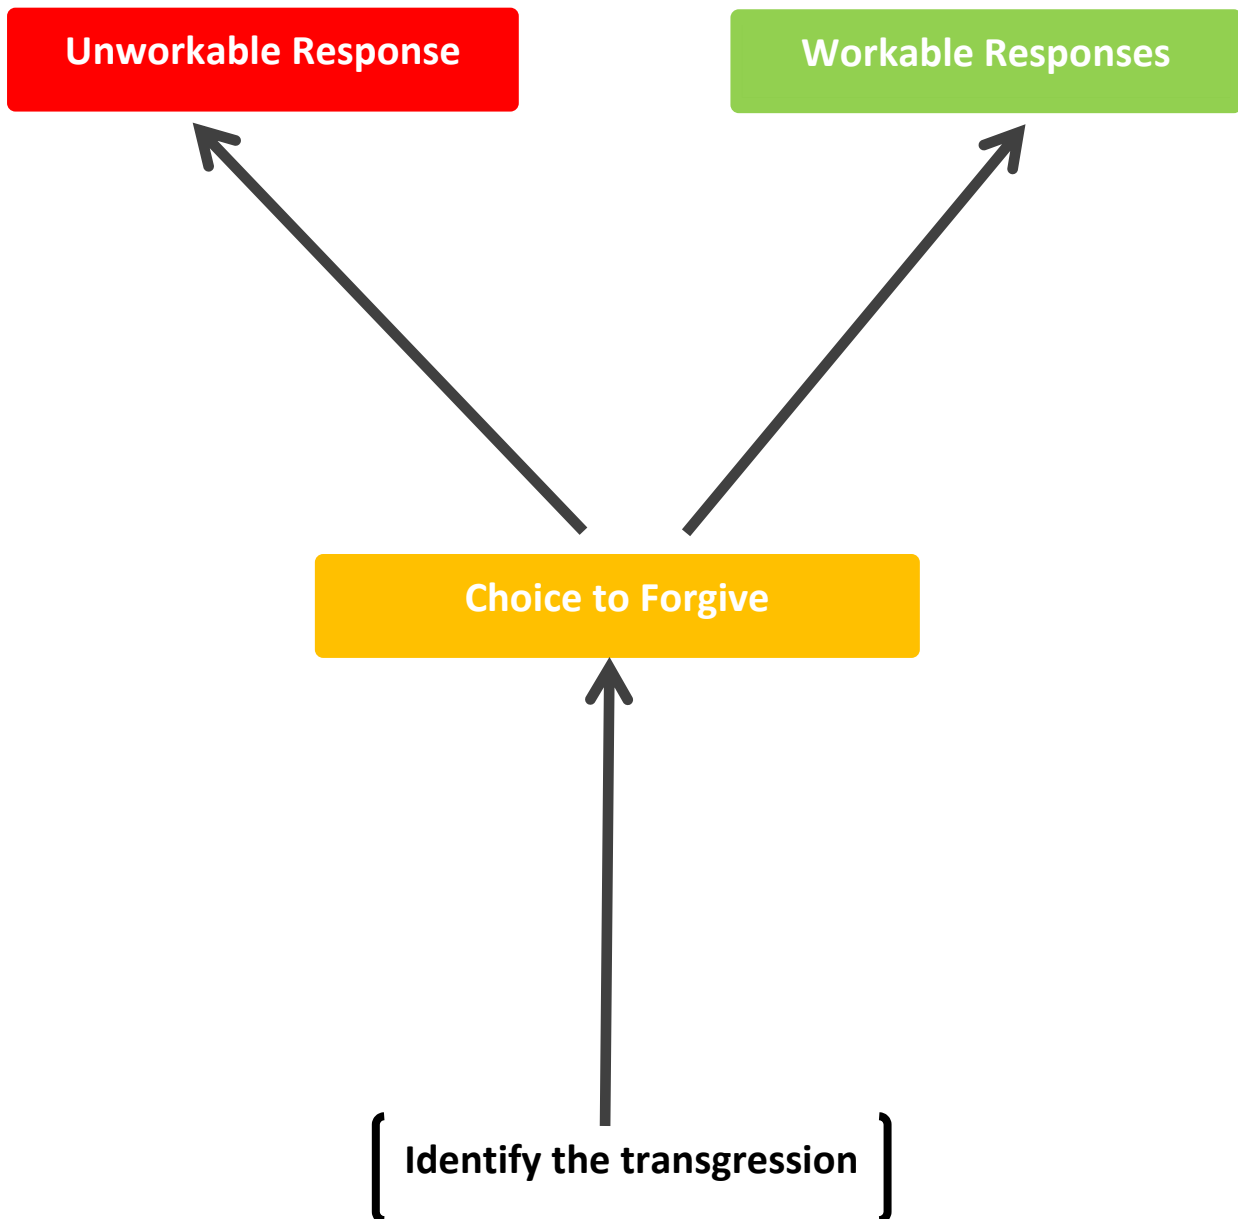 Unworkable Response
Workable Responses
Choice to Forgive
Identify the transgression